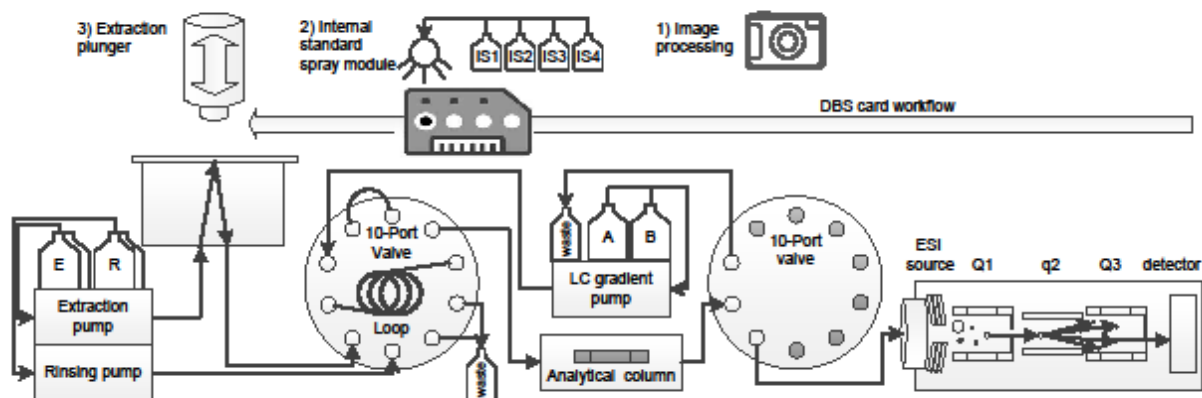 3) Extraction
plunger
2) Internal
standard
spray module
IS1 IS2 IS3 IS4
1) Image
processing
DBS card workflow
E R
Extraction
pump
Rinsing pump
10-Port
Valve
Loop
waste
waste
A B
LC gradient
pump
Analytical column
10-Port
valve
ESI
source
Q1 q2 Q3 detector